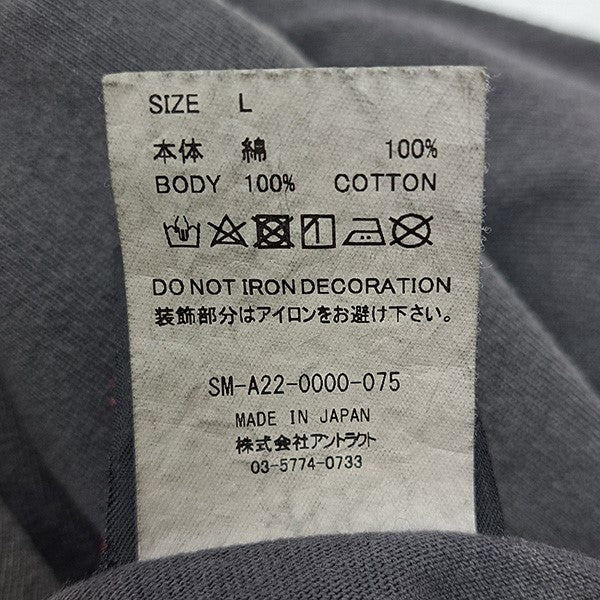 SIZE L
本体 綿 100%
BODY 100% COTTON
DO NOT IRON DECORATION
装飾部分はアイロンをお避け下さい。
SM-A22-0000-075
MADE IN JAPAN
株式会社アントラクト
03-5774-0733